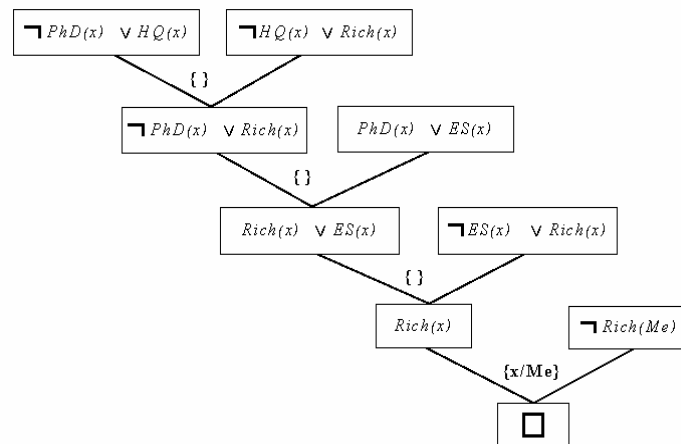 ¬ PhD(x) ∨ HQ(x) ¬HQ(x) ∨ Rich(x)
{ }
¬ PhD(x) ∨ Rich(x) PhD(x) ∨ ES(x)
{ }
Rich(x) ∨ ES(x) ¬ES(x) ∨ Rich(x)
{ }
Rich(x) ¬ Rich(Me)
{x/Me}
□